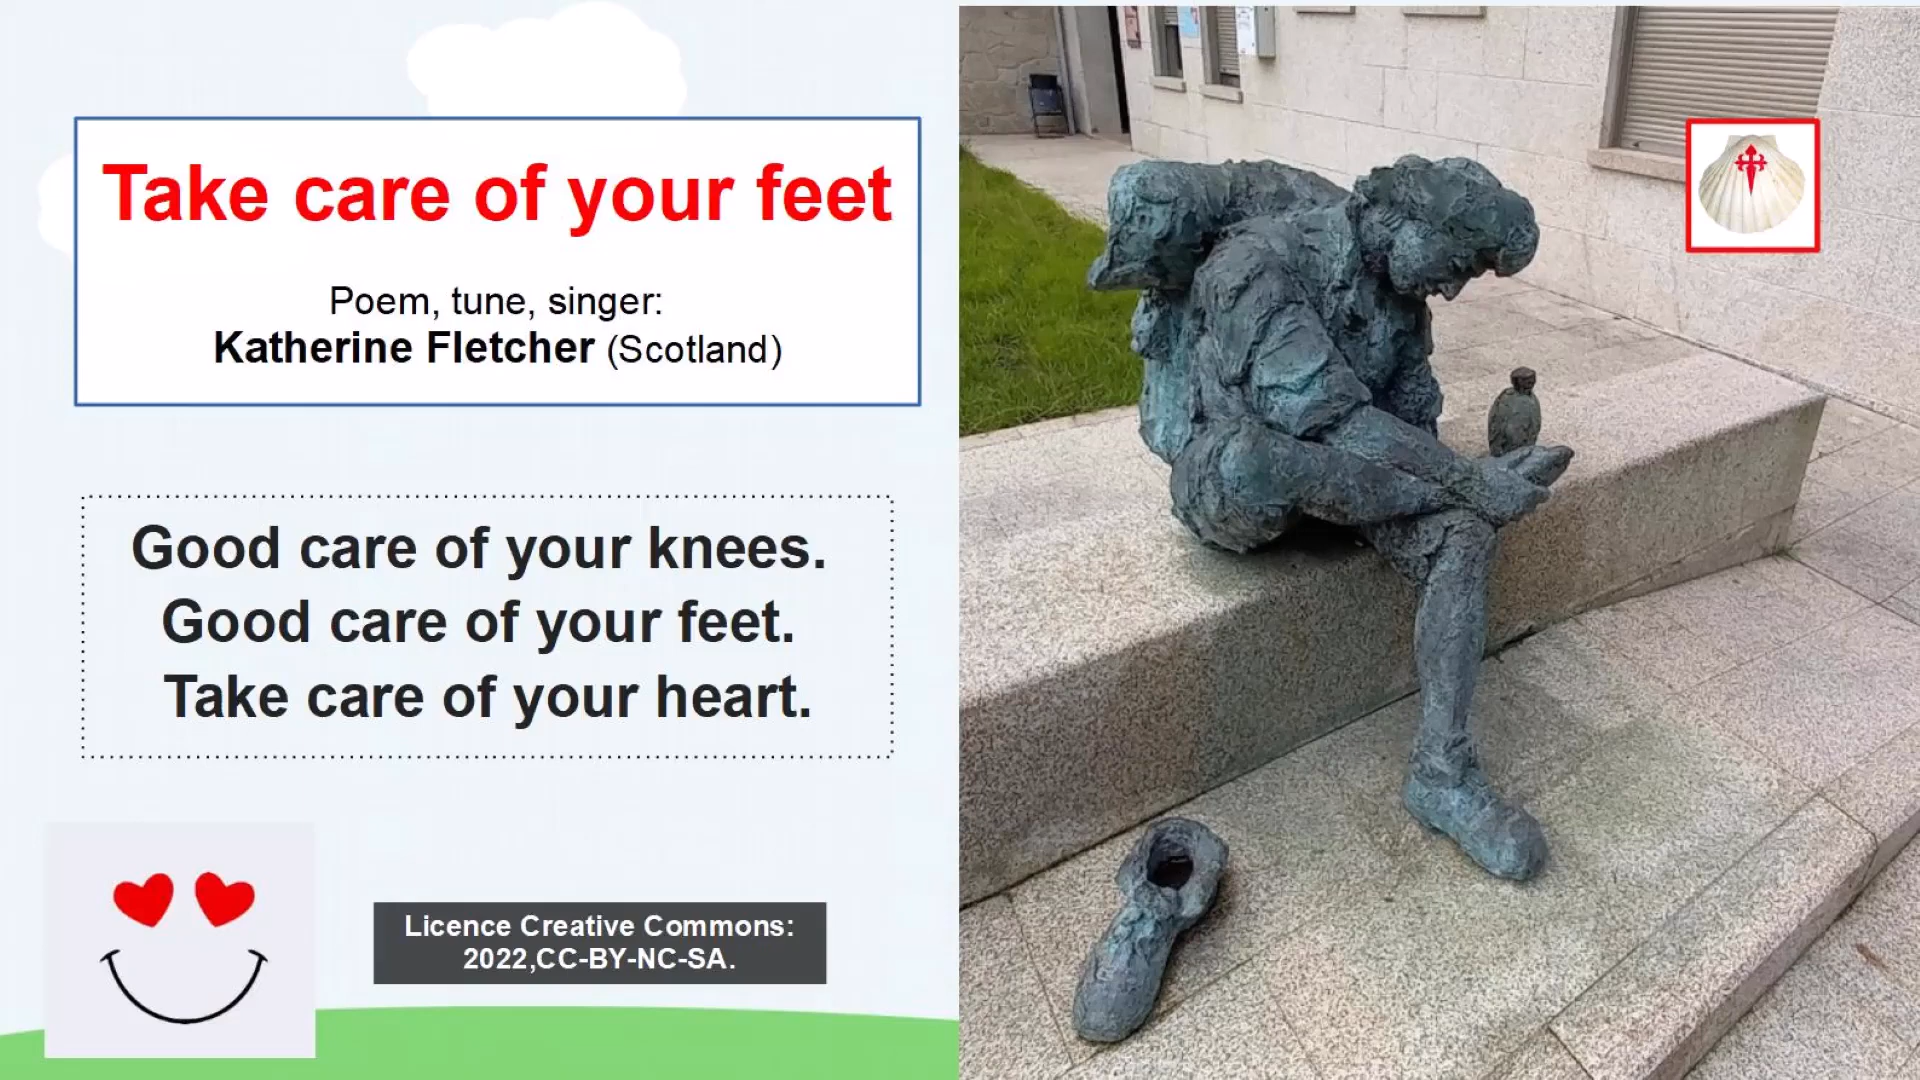 Take care of your feet
Poem, tune, singer:
Katherine Fletcher (Scotland)
Good care of your knees.
Good care of your feet.
Take care of your heart.
Licence Creative Commons:
2022,CC-BY-NC-SA.